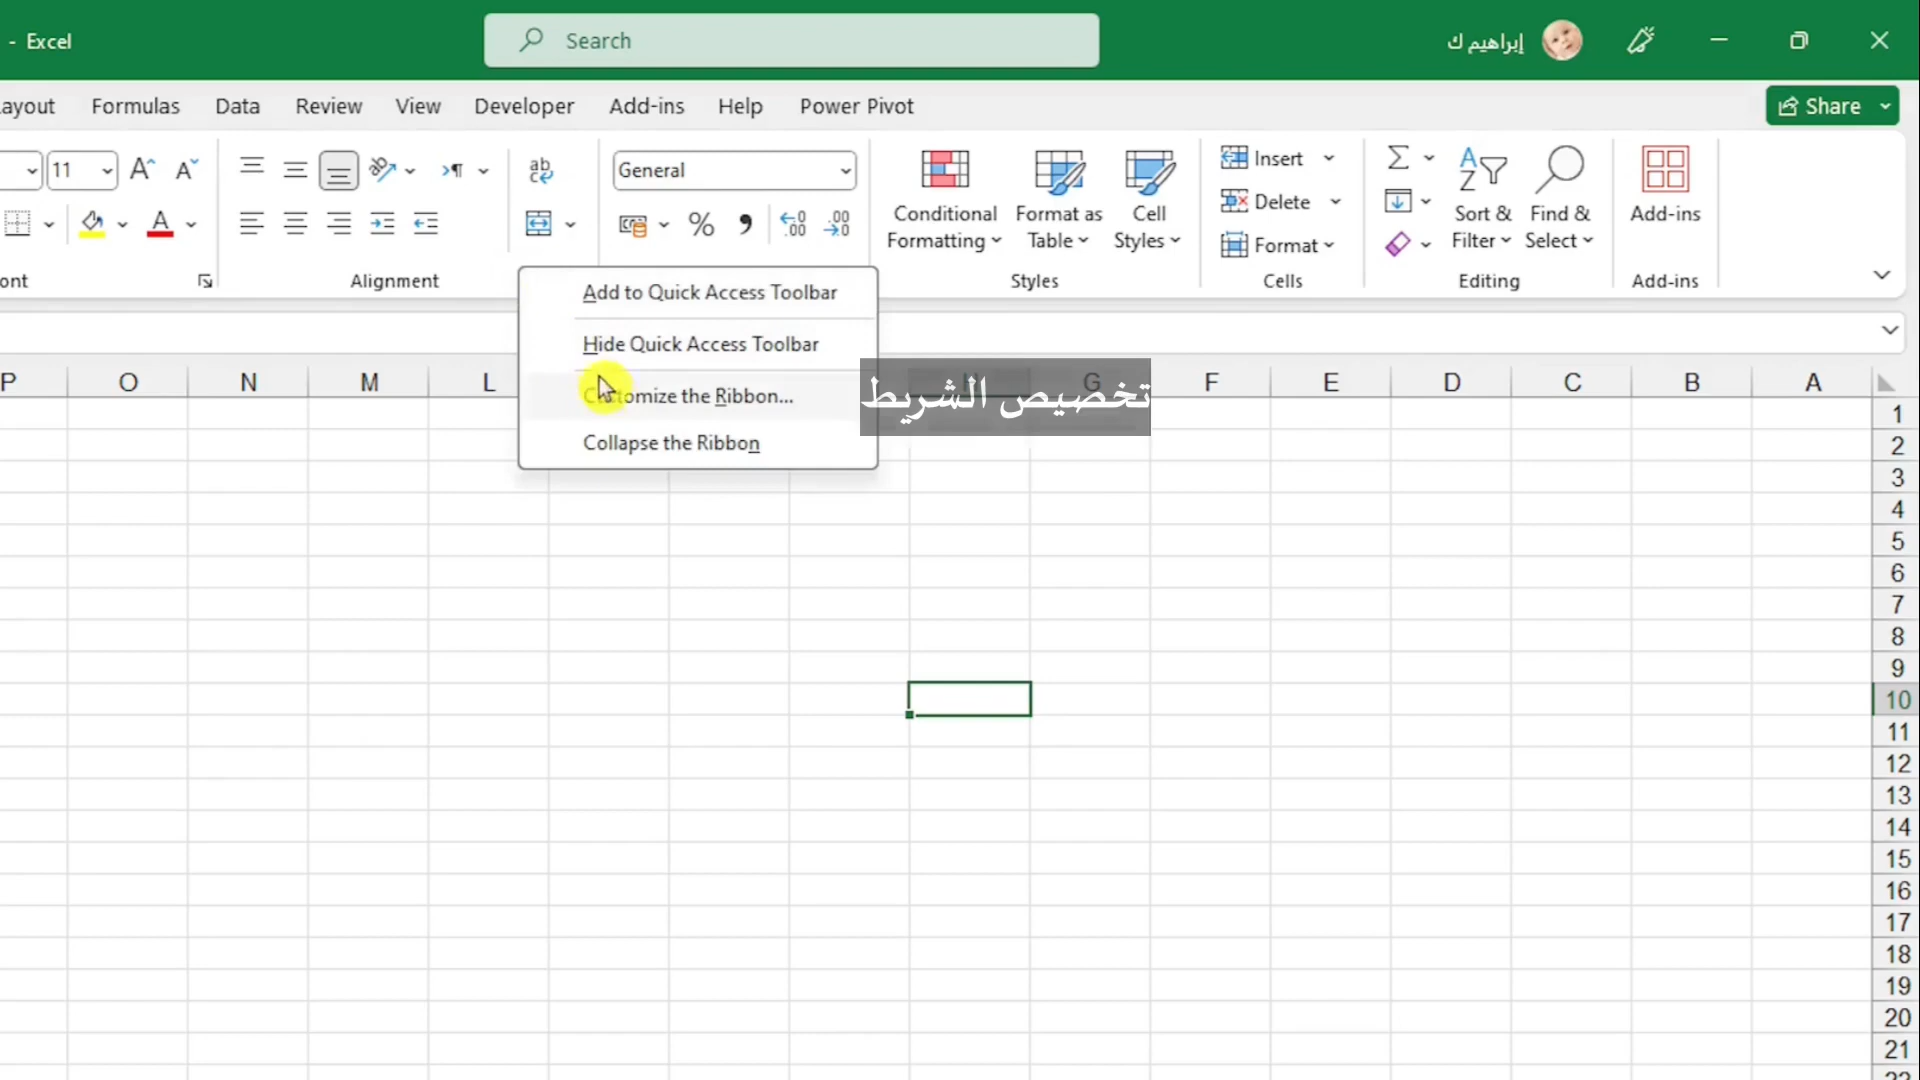 - Excel
Search
إبراهيم ك
ayout Formulas Data Review View Developer Add-ins Help Power Pivot
Share
11
General
Conditional Formatting
Format as Table
Cell Styles
Insert
Delete
Format
Sort & Filter
Find & Select
Add-ins
ont
Alignment
Styles
Cells
Editing
Add-ins
Add to Quick Access Toolbar
Hide Quick Access Toolbar
Customize the Ribbon...
Collapse the Ribbon
تخصيص الشريط
P O N M L H G F E D C B A
1
2
3
4
5
6
7
8
9
10
11
12
13
14
15
16
17
18
19
20
21